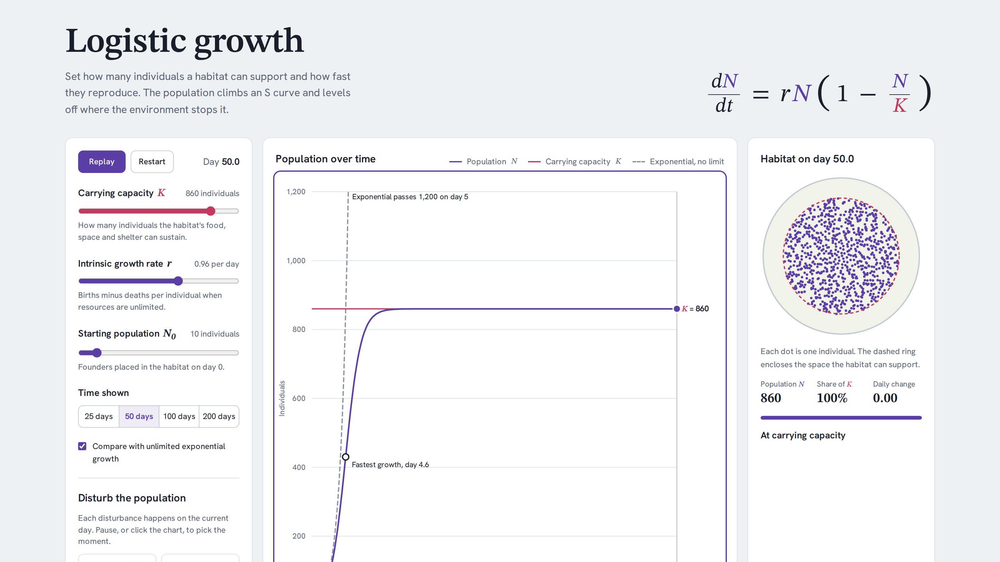 Logistic growth
Set how many individuals a habitat can support and how fast
they reproduce. The population climbs an S curve and levels
off where the environment stops it.
dN/dt = rN ( 1 − N/K )
Replay Restart Day 50.0
Carrying capacity K 860 individuals
How many individuals the habitat's food,
space and shelter can sustain.
Intrinsic growth rate r 0.96 per day
Births minus deaths per individual when
resources are unlimited.
Starting population N0 10 individuals
Founders placed in the habitat on day 0.
Time shown
25 days 50 days 100 days 200 days
Compare with unlimited exponential
growth
Disturb the population
Each disturbance happens on the current
day. Pause, or click the chart, to pick the
moment.
Population over time
Population N Carrying capacity K Exponential, no limit
1,200
Exponential passes 1,200 on day 5
1,000
K = 860
800
Individuals
600
400
Fastest growth, day 4.6
200
Habitat on day 50.0
Each dot is one individual. The dashed ring
encloses the space the habitat can support.
Population N Share of K Daily change
860 100% 0.00
At carrying capacity